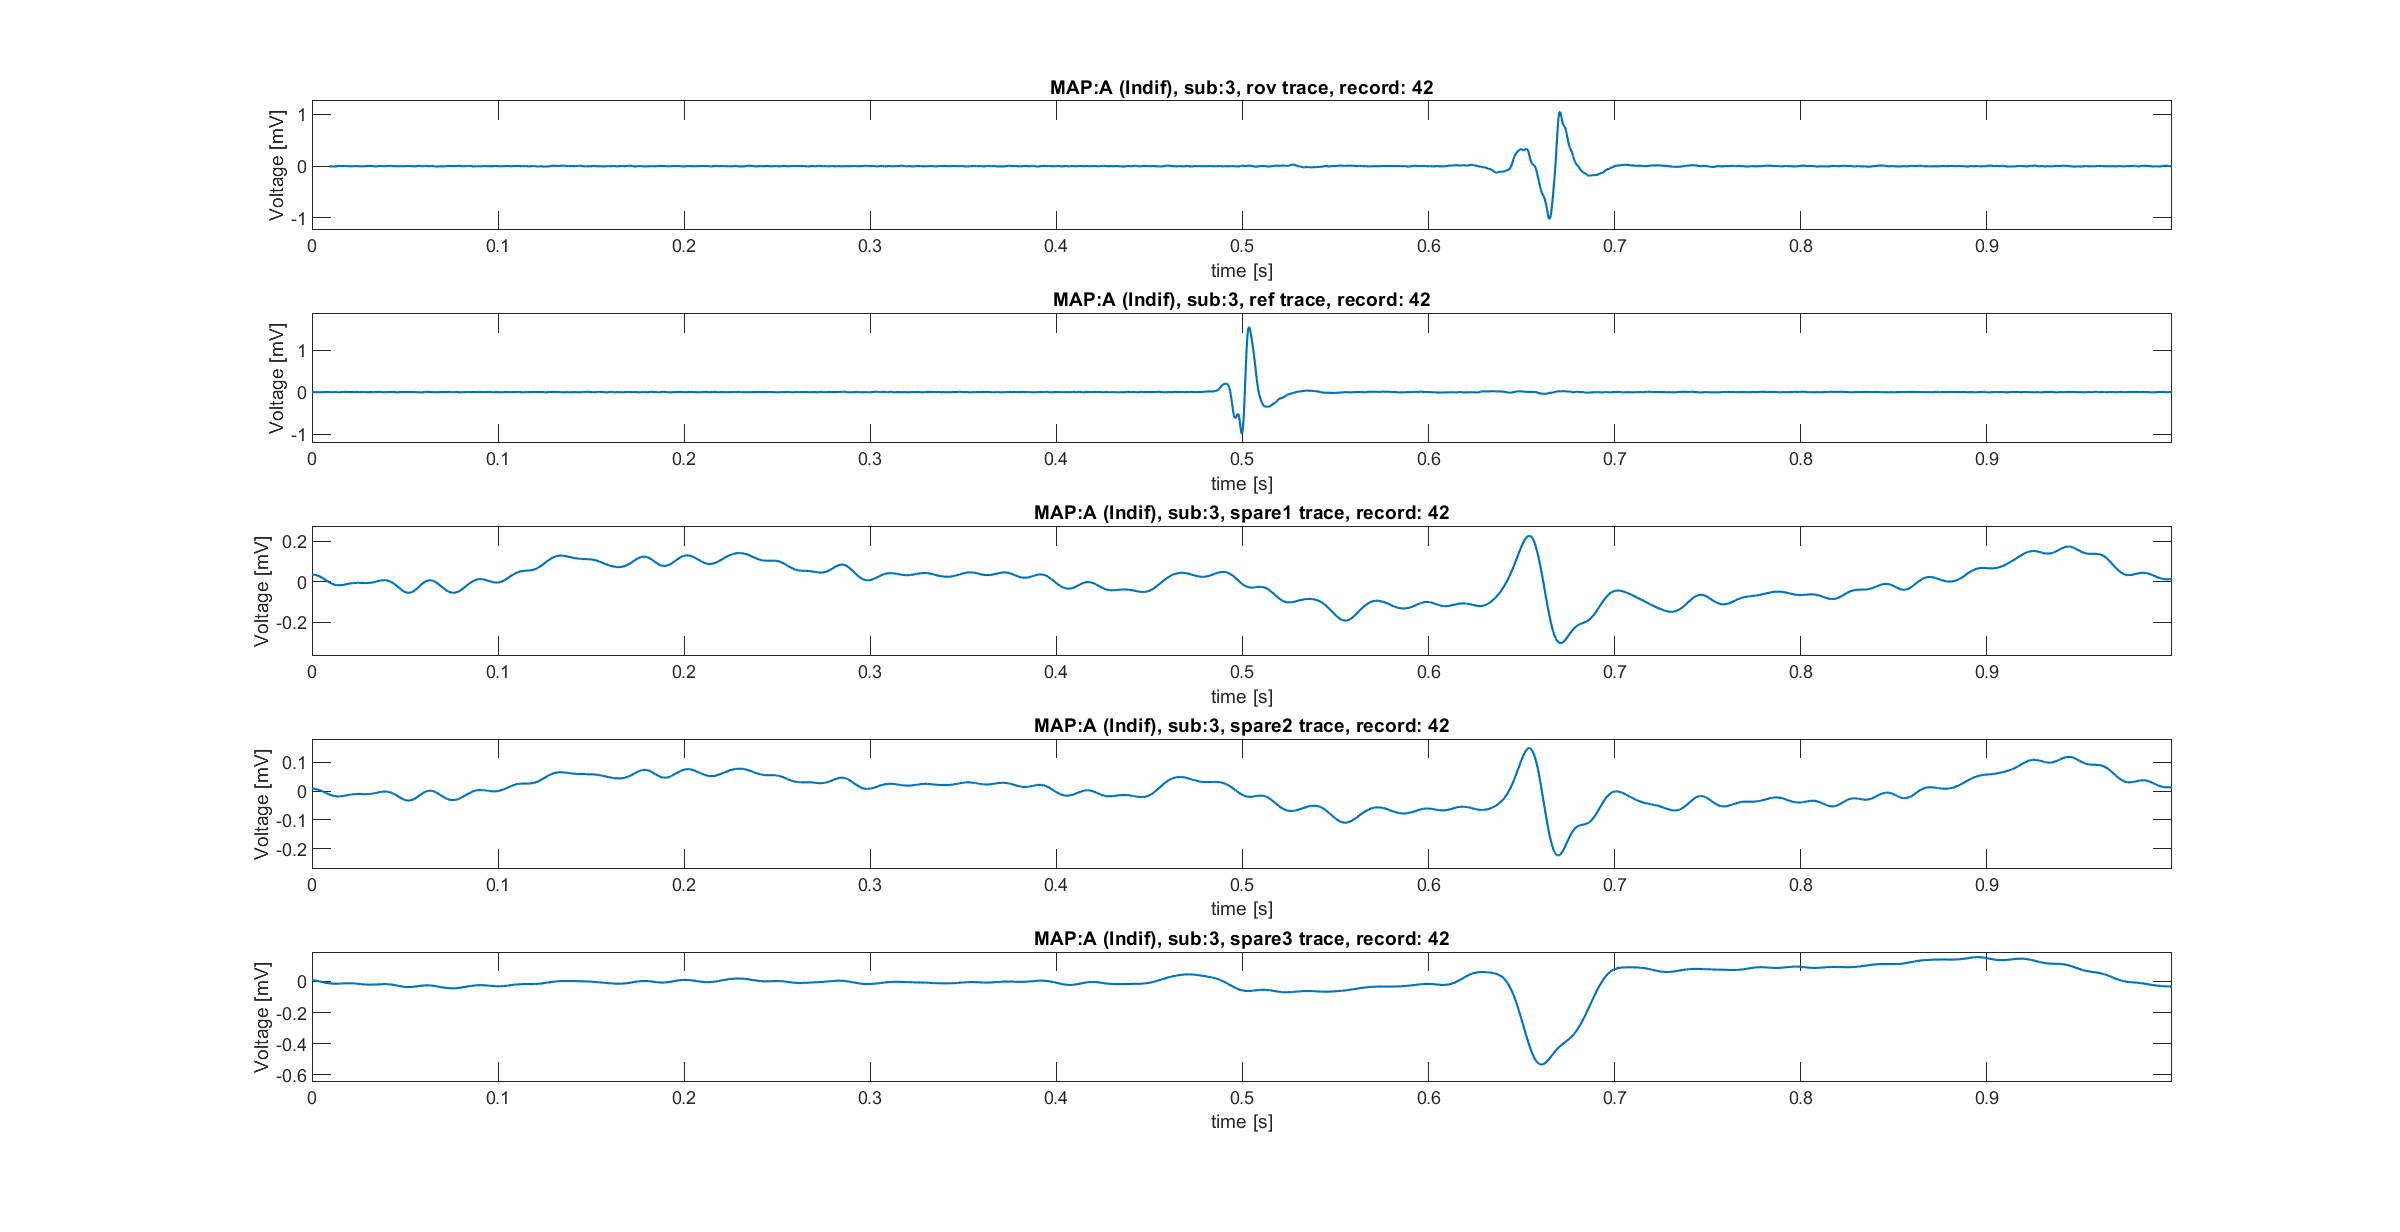 MAP:A (Indif), sub:3, rov trace, record: 42
Voltage [mV]
1
0
-1
0 0.1 0.2 0.3 0.4 0.5 0.6 0.7 0.8 0.9
time [s]
MAP:A (Indif), sub:3, ref trace, record: 42
Voltage [mV]
1
0
-1
0 0.1 0.2 0.3 0.4 0.5 0.6 0.7 0.8 0.9
time [s]
MAP:A (Indif), sub:3, spare1 trace, record: 42
Voltage [mV]
0.2
0
-0.2
0 0.1 0.2 0.3 0.4 0.5 0.6 0.7 0.8 0.9
time [s]
MAP:A (Indif), sub:3, spare2 trace, record: 42
Voltage [mV]
0.1
0
-0.1
-0.2
0 0.1 0.2 0.3 0.4 0.5 0.6 0.7 0.8 0.9
time [s]
MAP:A (Indif), sub:3, spare3 trace, record: 42
Voltage [mV]
0
-0.2
-0.4
-0.6
0 0.1 0.2 0.3 0.4 0.5 0.6 0.7 0.8 0.9
time [s]